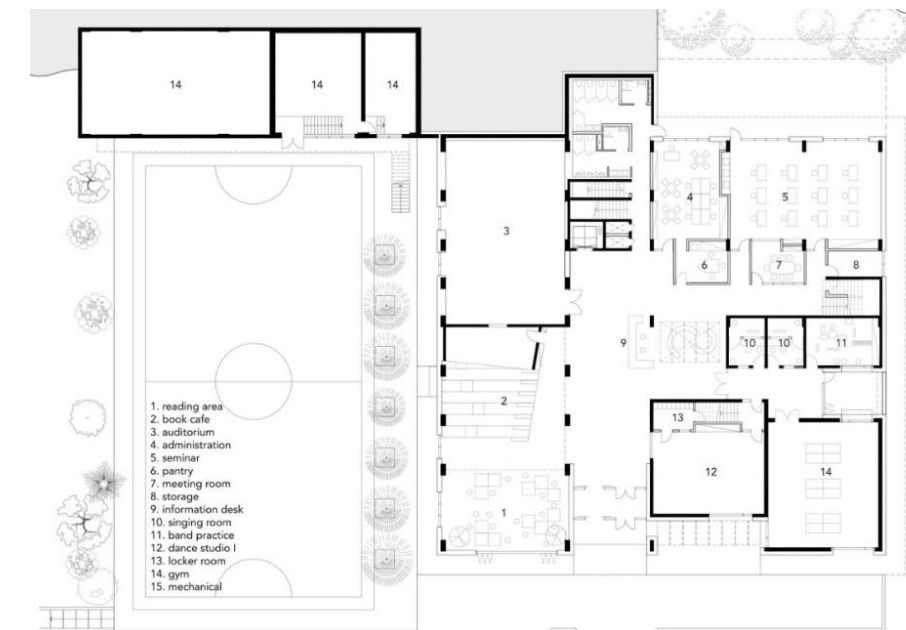 14
14
14
3
4
5
6
7
8
9
10
10
11
2
13
12
14
1
1. reading area
2. book cafe
3. auditorium
4. administration
5. seminar
6. pantry
7. meeting room
8. storage
9. information desk
10. singing room
11. band practice
12. dance studio I
13. locker room
14. gym
15. mechanical